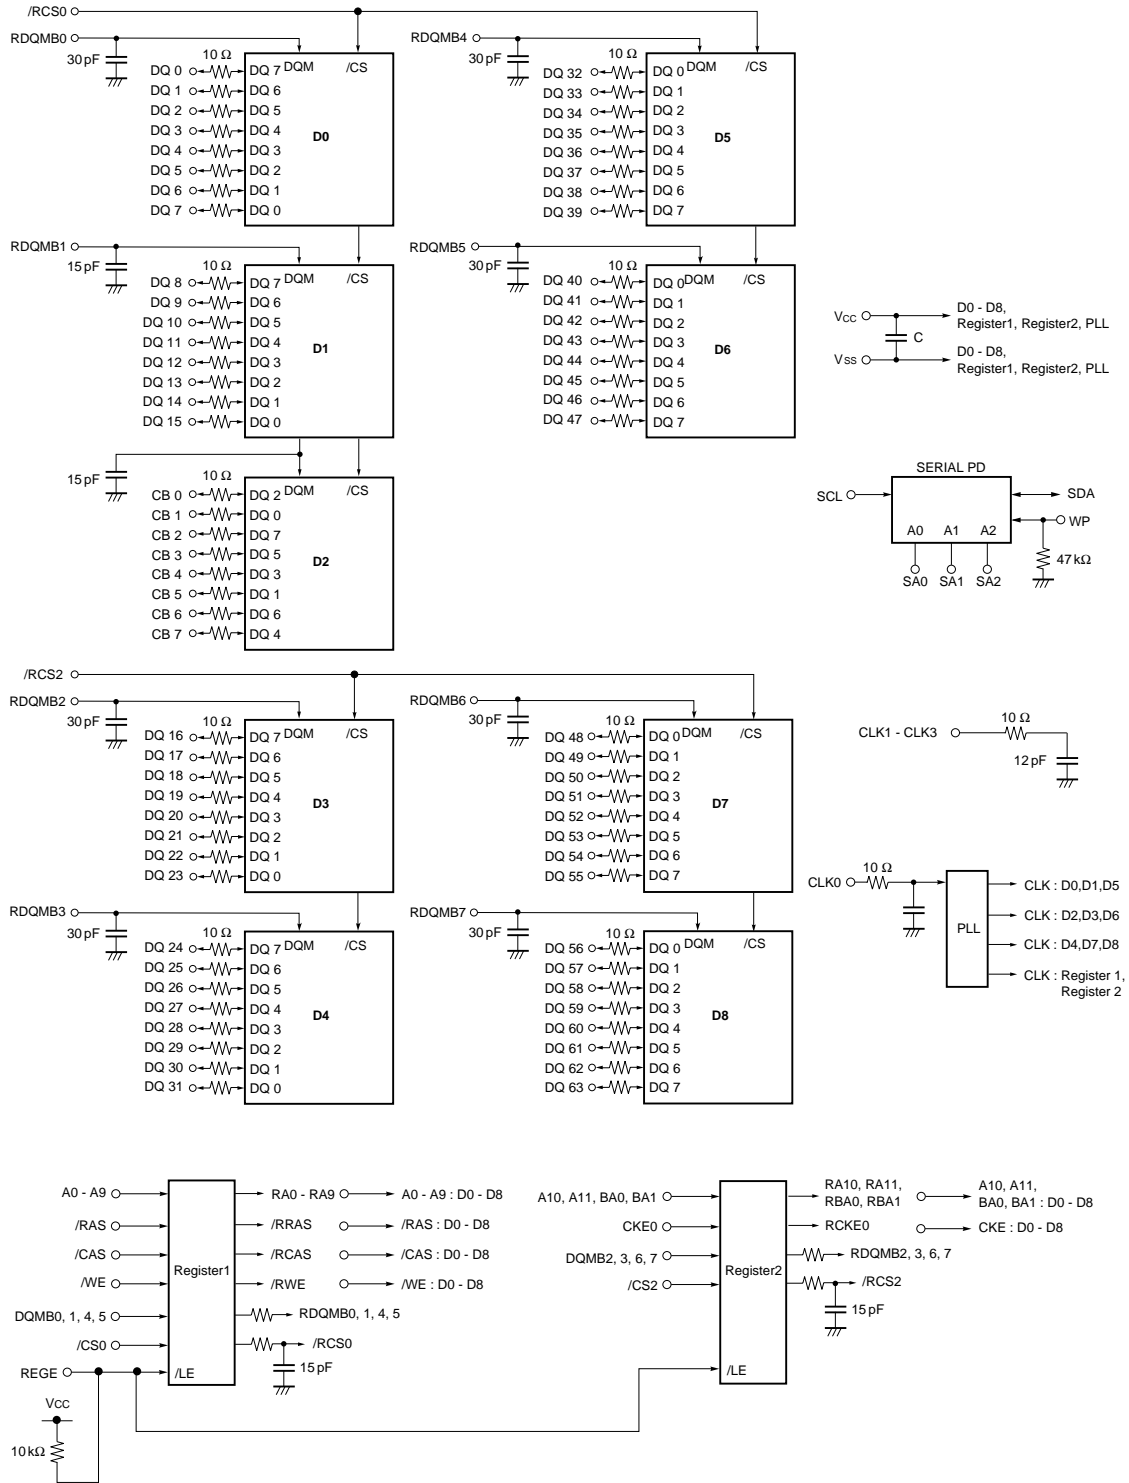 /RCS0
RDQMB0
30 pF
10 Ω
DQM
/CS
DQ 0
DQ 7
DQ 1
DQ 6
DQ 2
DQ 5
DQ 3
DQ 4
D0
DQ 4
DQ 3
DQ 5
DQ 2
DQ 6
DQ 1
DQ 7
DQ 0
RDQMB4
30 pF
10 Ω
DQM
/CS
DQ 32
DQ 0
DQ 33
DQ 1
DQ 34
DQ 2
DQ 35
DQ 3
D5
DQ 36
DQ 4
DQ 37
DQ 5
DQ 38
DQ 6
DQ 39
DQ 7
RDQMB1
15 pF
10 Ω
DQM
/CS
DQ 8
DQ 7
DQ 9
DQ 6
DQ 10
DQ 5
DQ 11
DQ 4
D1
DQ 12
DQ 3
DQ 13
DQ 2
DQ 14
DQ 1
DQ 15
DQ 0
RDQMB5
30 pF
10 Ω
DQM
/CS
DQ 40
DQ 0
DQ 41
DQ 1
DQ 42
DQ 2
DQ 43
DQ 3
D6
DQ 44
DQ 4
DQ 45
DQ 5
DQ 46
DQ 6
DQ 47
DQ 7
VCC
D0 - D8,
Register1, Register2, PLL
C
VSS
D0 - D8,
Register1, Register2, PLL
15 pF
10 Ω
DQM
/CS
CB 0
DQ 2
CB 1
DQ 0
CB 2
DQ 7
CB 3
DQ 5
D2
CB 4
DQ 3
CB 5
DQ 1
CB 6
DQ 6
CB 7
DQ 4
SERIAL PD
SCL
SDA
WP
A0 A1 A2
47 kΩ
SA0 SA1 SA2
/RCS2
RDQMB2
30 pF
10 Ω
DQM
/CS
DQ 16
DQ 7
DQ 17
DQ 6
DQ 18
DQ 5
DQ 19
DQ 4
D3
DQ 20
DQ 3
DQ 21
DQ 2
DQ 22
DQ 1
DQ 23
DQ 0
RDQMB6
30 pF
10 Ω
DQM
/CS
DQ 48
DQ 0
DQ 49
DQ 1
DQ 50
DQ 2
DQ 51
DQ 3
D7
DQ 52
DQ 4
DQ 53
DQ 5
DQ 54
DQ 6
DQ 55
DQ 7
10 Ω
CLK1 - CLK3
12 pF
RDQMB3
30 pF
10 Ω
DQM
/CS
DQ 24
DQ 7
DQ 25
DQ 6
DQ 26
DQ 5
DQ 27
DQ 4
D4
DQ 28
DQ 3
DQ 29
DQ 2
DQ 30
DQ 1
DQ 31
DQ 0
RDQMB7
30 pF
10 Ω
DQM
/CS
DQ 56
DQ 0
DQ 57
DQ 1
DQ 58
DQ 2
DQ 59
DQ 3
D8
DQ 60
DQ 4
DQ 61
DQ 5
DQ 62
DQ 6
DQ 63
DQ 7
10 Ω
CLK0
PLL
CLK : D0,D1,D5
CLK : D2,D3,D6
CLK : D4,D7,D8
CLK : Register 1,
Register 2
A0 - A9
RA0 - RA9
A0 - A9 : D0 - D8
/RAS
/RRAS
/RAS : D0 - D8
/CAS
/RCAS
/CAS : D0 - D8
Register1
/WE
/RWE
/WE : D0 - D8
DQMB0, 1, 4, 5
RDQMB0, 1, 4, 5
/CS0
/RCS0
REGE
/LE
15 pF
VCC
10 kΩ
A10, A11, BA0, BA1
RA10, RA11,
RBA0, RBA1
A10, A11,
BA0, BA1 : D0 - D8
CKE0
RCKE0
CKE : D0 - D8
DQMB2, 3, 6, 7
RDQMB2, 3, 6, 7
Register2
/CS2
/RCS2
15 pF
/LE